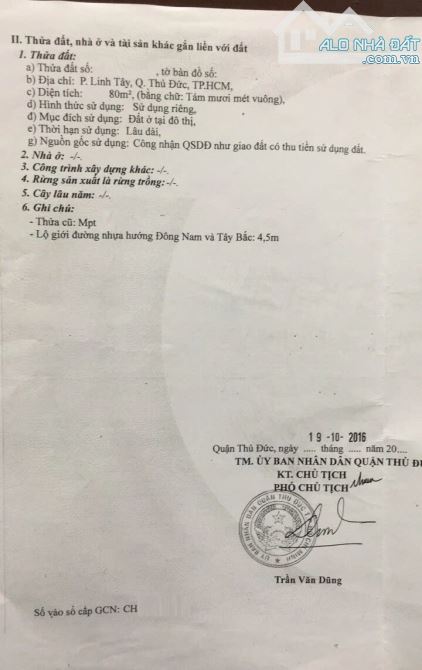 ALO NHÀ ĐẤT
.com.vn
II. Thửa đất, nhà ở và tài sản khác gắn liền với đất
1. Thửa đất:
a) Thửa đất số: , tờ bản đồ số:
b) Địa chỉ: P. Linh Tây, Q. Thủ Đức, TP.HCM,
c) Diện tích: 80m², (bằng chữ: Tám mươi mét vuông),
d) Hình thức sử dụng: Sử dụng riêng,
đ) Mục đích sử dụng: Đất ở tại đô thị,
e) Thời hạn sử dụng: Lâu dài,
g) Nguồn gốc sử dụng: Công nhận QSDĐ như giao đất có thu tiền sử dụng đất.
2. Nhà ở: -/-.
3. Công trình xây dựng khác:-/-.
4. Rừng sản xuất là rừng trồng:-/-.
5. Cây lâu năm: -/-.
6. Ghi chú:
- Thửa cũ: Mpt
- Lộ giới đường nhựa hướng Đông Nam và Tây Bắc: 4,5m
19-10-2016
Quận Thủ Đức, ngày ..... tháng ..... năm 20....
TM. ỦY BAN NHÂN DÂN QUẬN THỦ Đ
KT. CHỦ TỊCH
PHÓ CHỦ TỊCH
Trần Văn Dũng
Số vào sổ cấp GCN: CH